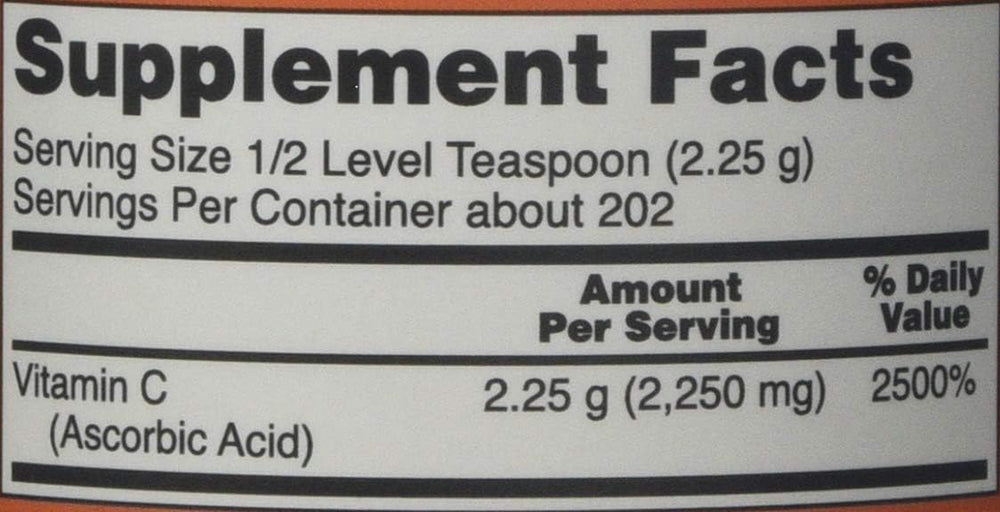 Supplement Facts
Serving Size 1/2 Level Teaspoon (2.25 g)
Servings Per Container about 202
Amount Per Serving
% Daily Value
Vitamin C 2.25 g (2,250 mg) 2500%
(Ascorbic Acid)